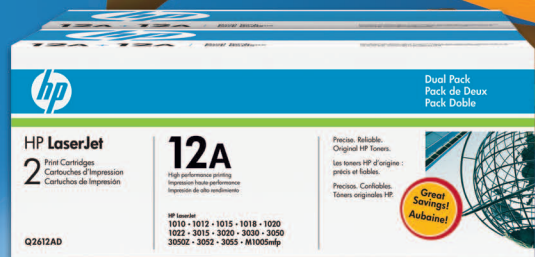 12A - 12A
hp
Dual Pack
Pack de Deux
Pack Doble
HP LaserJet
2 Print Cartridges
Cartouches d'Impression
Cartuchos de Impresión
Q2612AD
12A
High performance printing
Impression haute performance
Impresión de alto rendimiento
HP LaserJet
1010 • 1012 • 1015 • 1018 • 1020
1022 • 3015 • 3020 • 3030 • 3050
3050Z • 3052 • 3055 • M1005mfp
Precise. Reliable.
Original HP Toners.
Les toners HP d'origine :
précis et fiables.
Precisos. Confiables.
Tóners originales HP.
Great
Savings!
Aubaine!